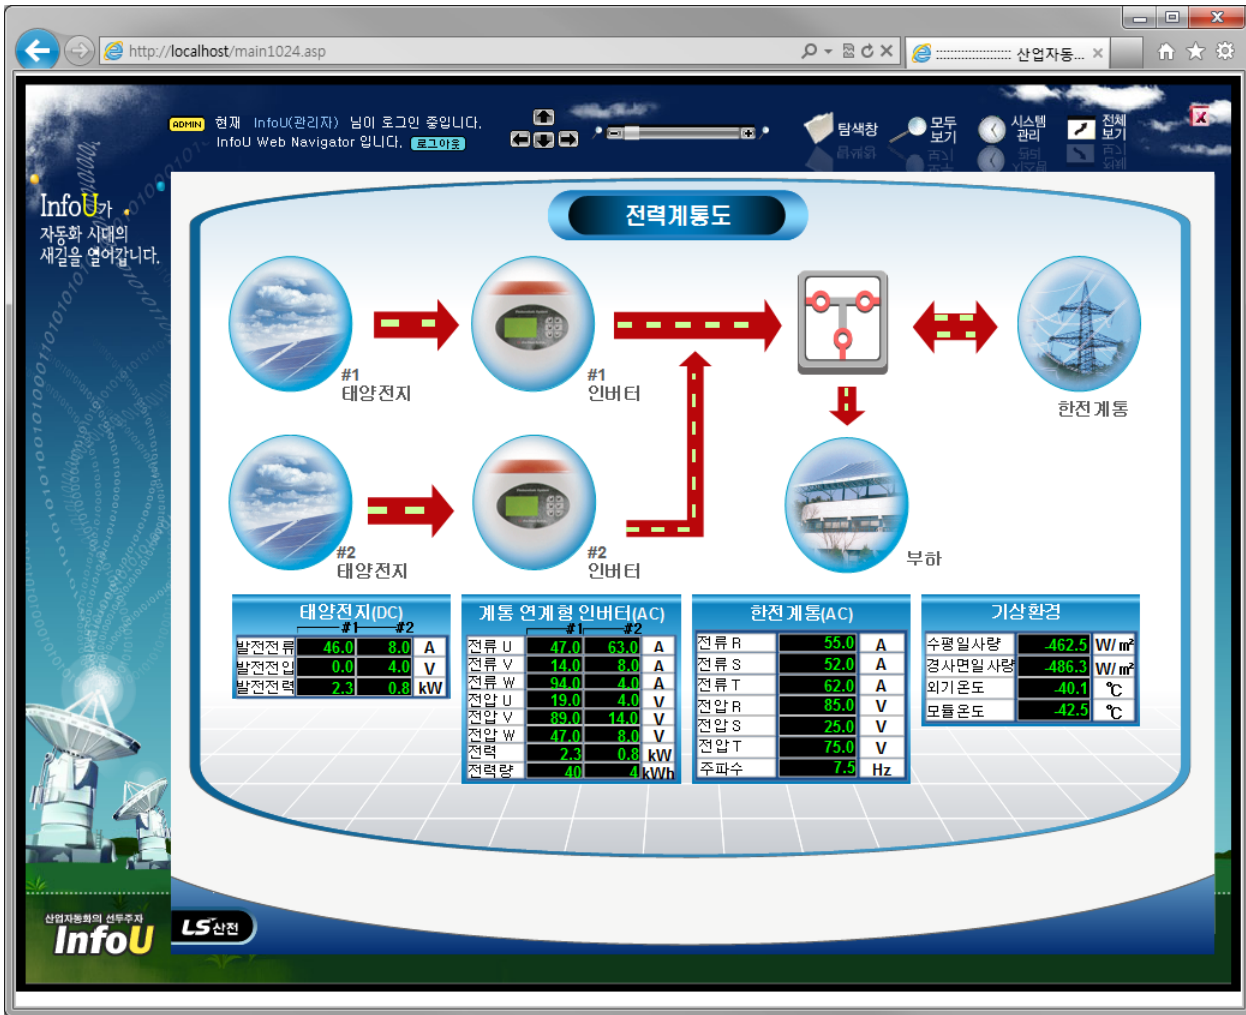 http://localhost/main1024.asp
산업자동...
ADMIN 현재 InfoU(관리자) 님이 로그인 중입니다.
InfoU Web Navigator 입니다. 로그아웃
탐색창
모두
보기
시스템
관리
전체
보기
InfoU가
자동화 시대의
새길을 열어갑니다.
전력계통도
#1
태양전지
#1
인버터
한전계통
#2
태양전지
#2
인버터
부하
태양전지(DC)
#1 #2
발전전류 46.0 8.0 A
발전전압 0.0 4.0 V
발전전력 2.3 0.8 kW
계통 연계형 인버터(AC)
#1 #2
전류 U 47.0 63.0 A
전류 V 14.0 8.0 A
전류 W 94.0 4.0 A
전압 U 19.0 4.0 V
전압 V 89.0 14.0 V
전압 W 47.0 8.0 V
전력 2.3 0.8 kW
전력량 40 4 kWh
한전계통(AC)
전류 R 55.0 A
전류 S 52.0 A
전류 T 62.0 A
전압 R 85.0 V
전압 S 25.0 V
전압 T 75.0 V
주파수 7.5 Hz
기상환경
수평일사량 -462.5 W/㎡
경사면일사량 -486.3 W/㎡
외기온도 -40.1 ℃
모듈온도 -42.5 ℃
산업자동화의 선두주자
InfoU
LS산전